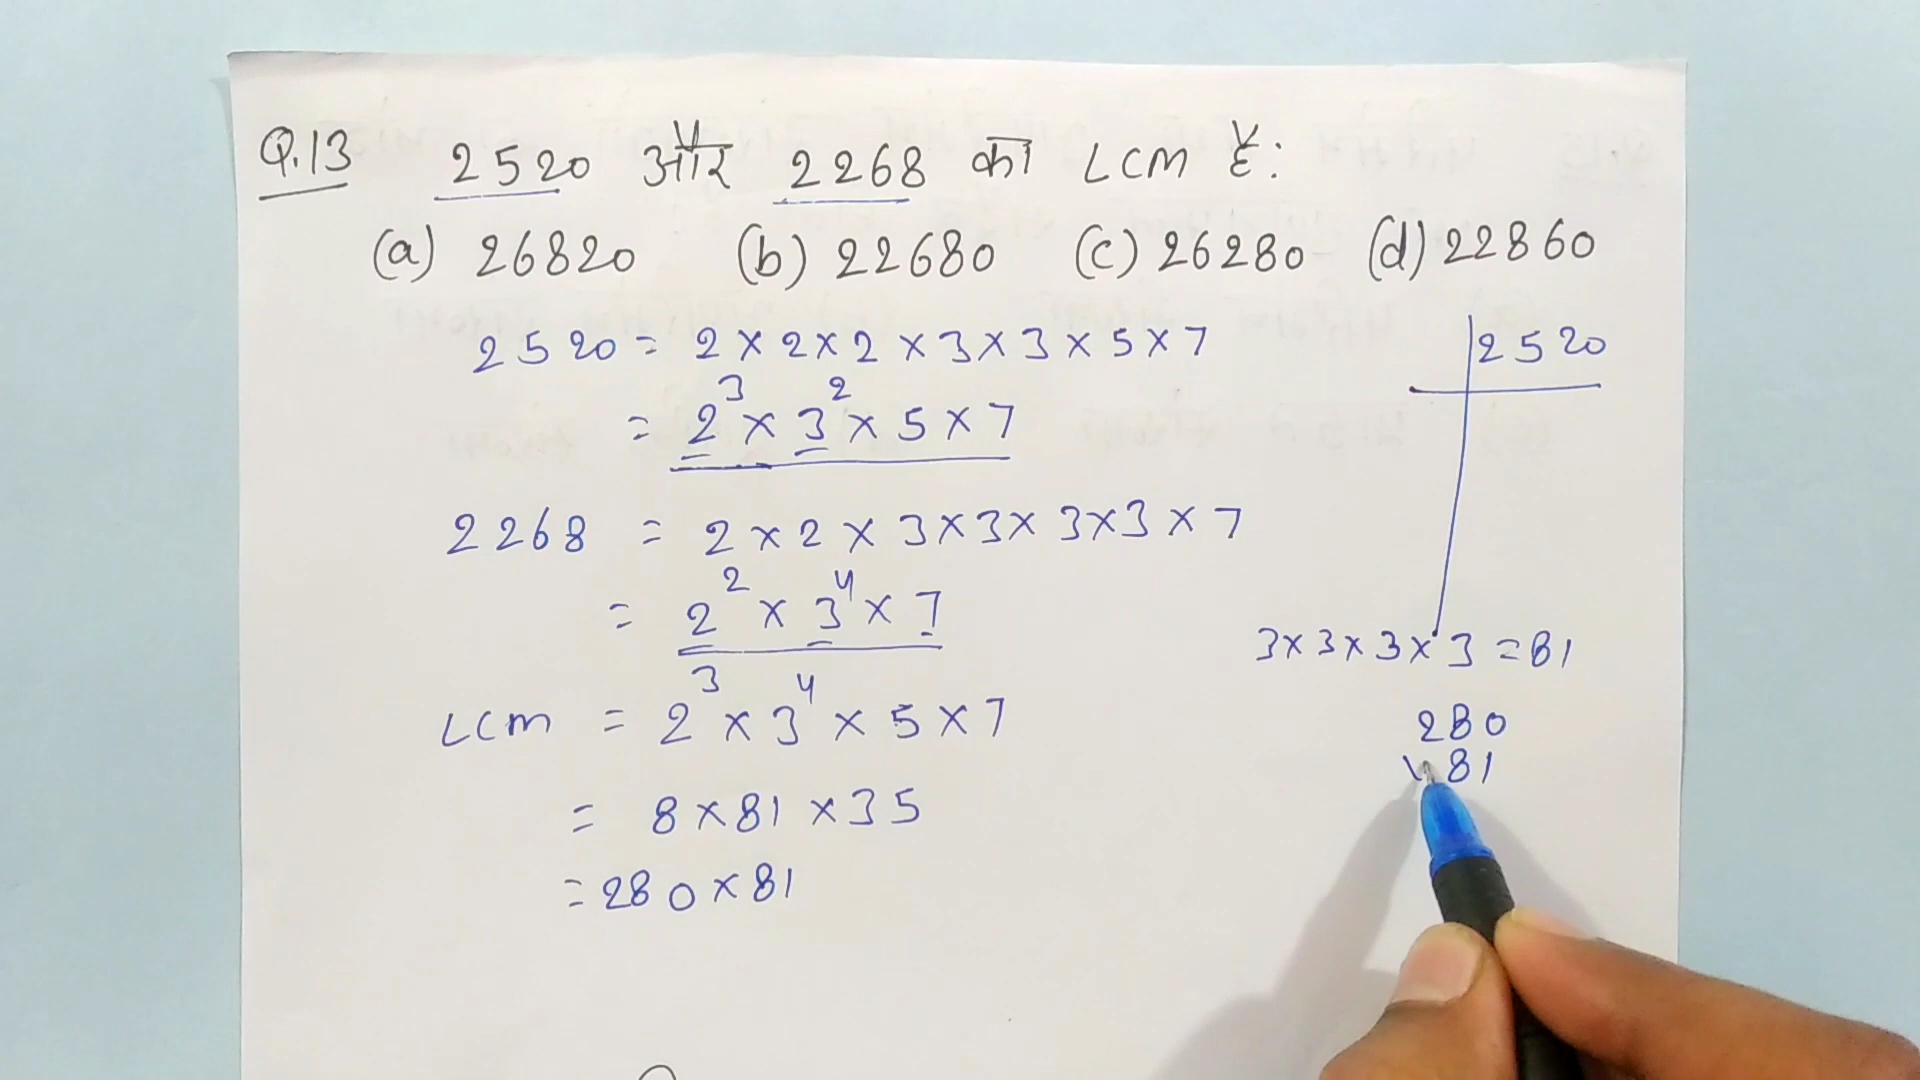 Q.13 2520 और 2268 का LCM है:
(a) 26820 (b) 22680 (c) 26280 (d) 22860
2520 = 2 × 2 × 2 × 3 × 3 × 5 × 7
2520
= 2³ × 3² × 5 × 7
2268 = 2 × 2 × 3 × 3 × 3 × 3 × 7
= 2² × 3⁴ × 7
3 × 3 × 3 × 3 = 81
LCM = 2³ × 3⁴ × 5 × 7
280
81
= 8 × 81 × 35
= 280 × 81